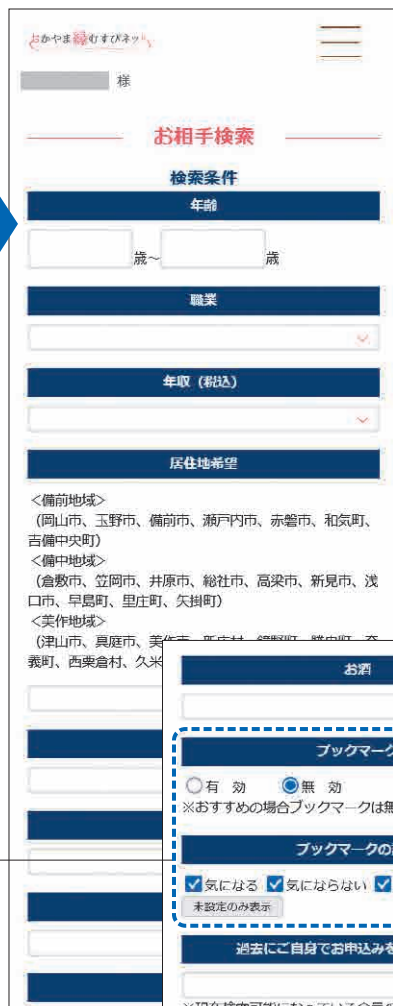 おかやま縁むすびネット
様
お相手検索
検索条件
年齢
歳~
歳
職業
年収（税込）
居住地希望
＜備前地域＞
（岡山市、玉野市、備前市、瀬戸内市、赤磐市、和気町、
吉備中央町）
＜備中地域＞
（倉敷市、笠岡市、井原市、総社市、高梁市、新見市、浅
口市、早島町、里庄町、矢掛町）
＜美作地域＞
（津山市、真庭市、美
義町、西粟倉村、久米
お酒
ブックマーク
有 効 無 効
※おすすめの場合ブックマークは無
ブックマークの
気になる 気にならない
未設定のみ表示
過去にご自身でお申込みを